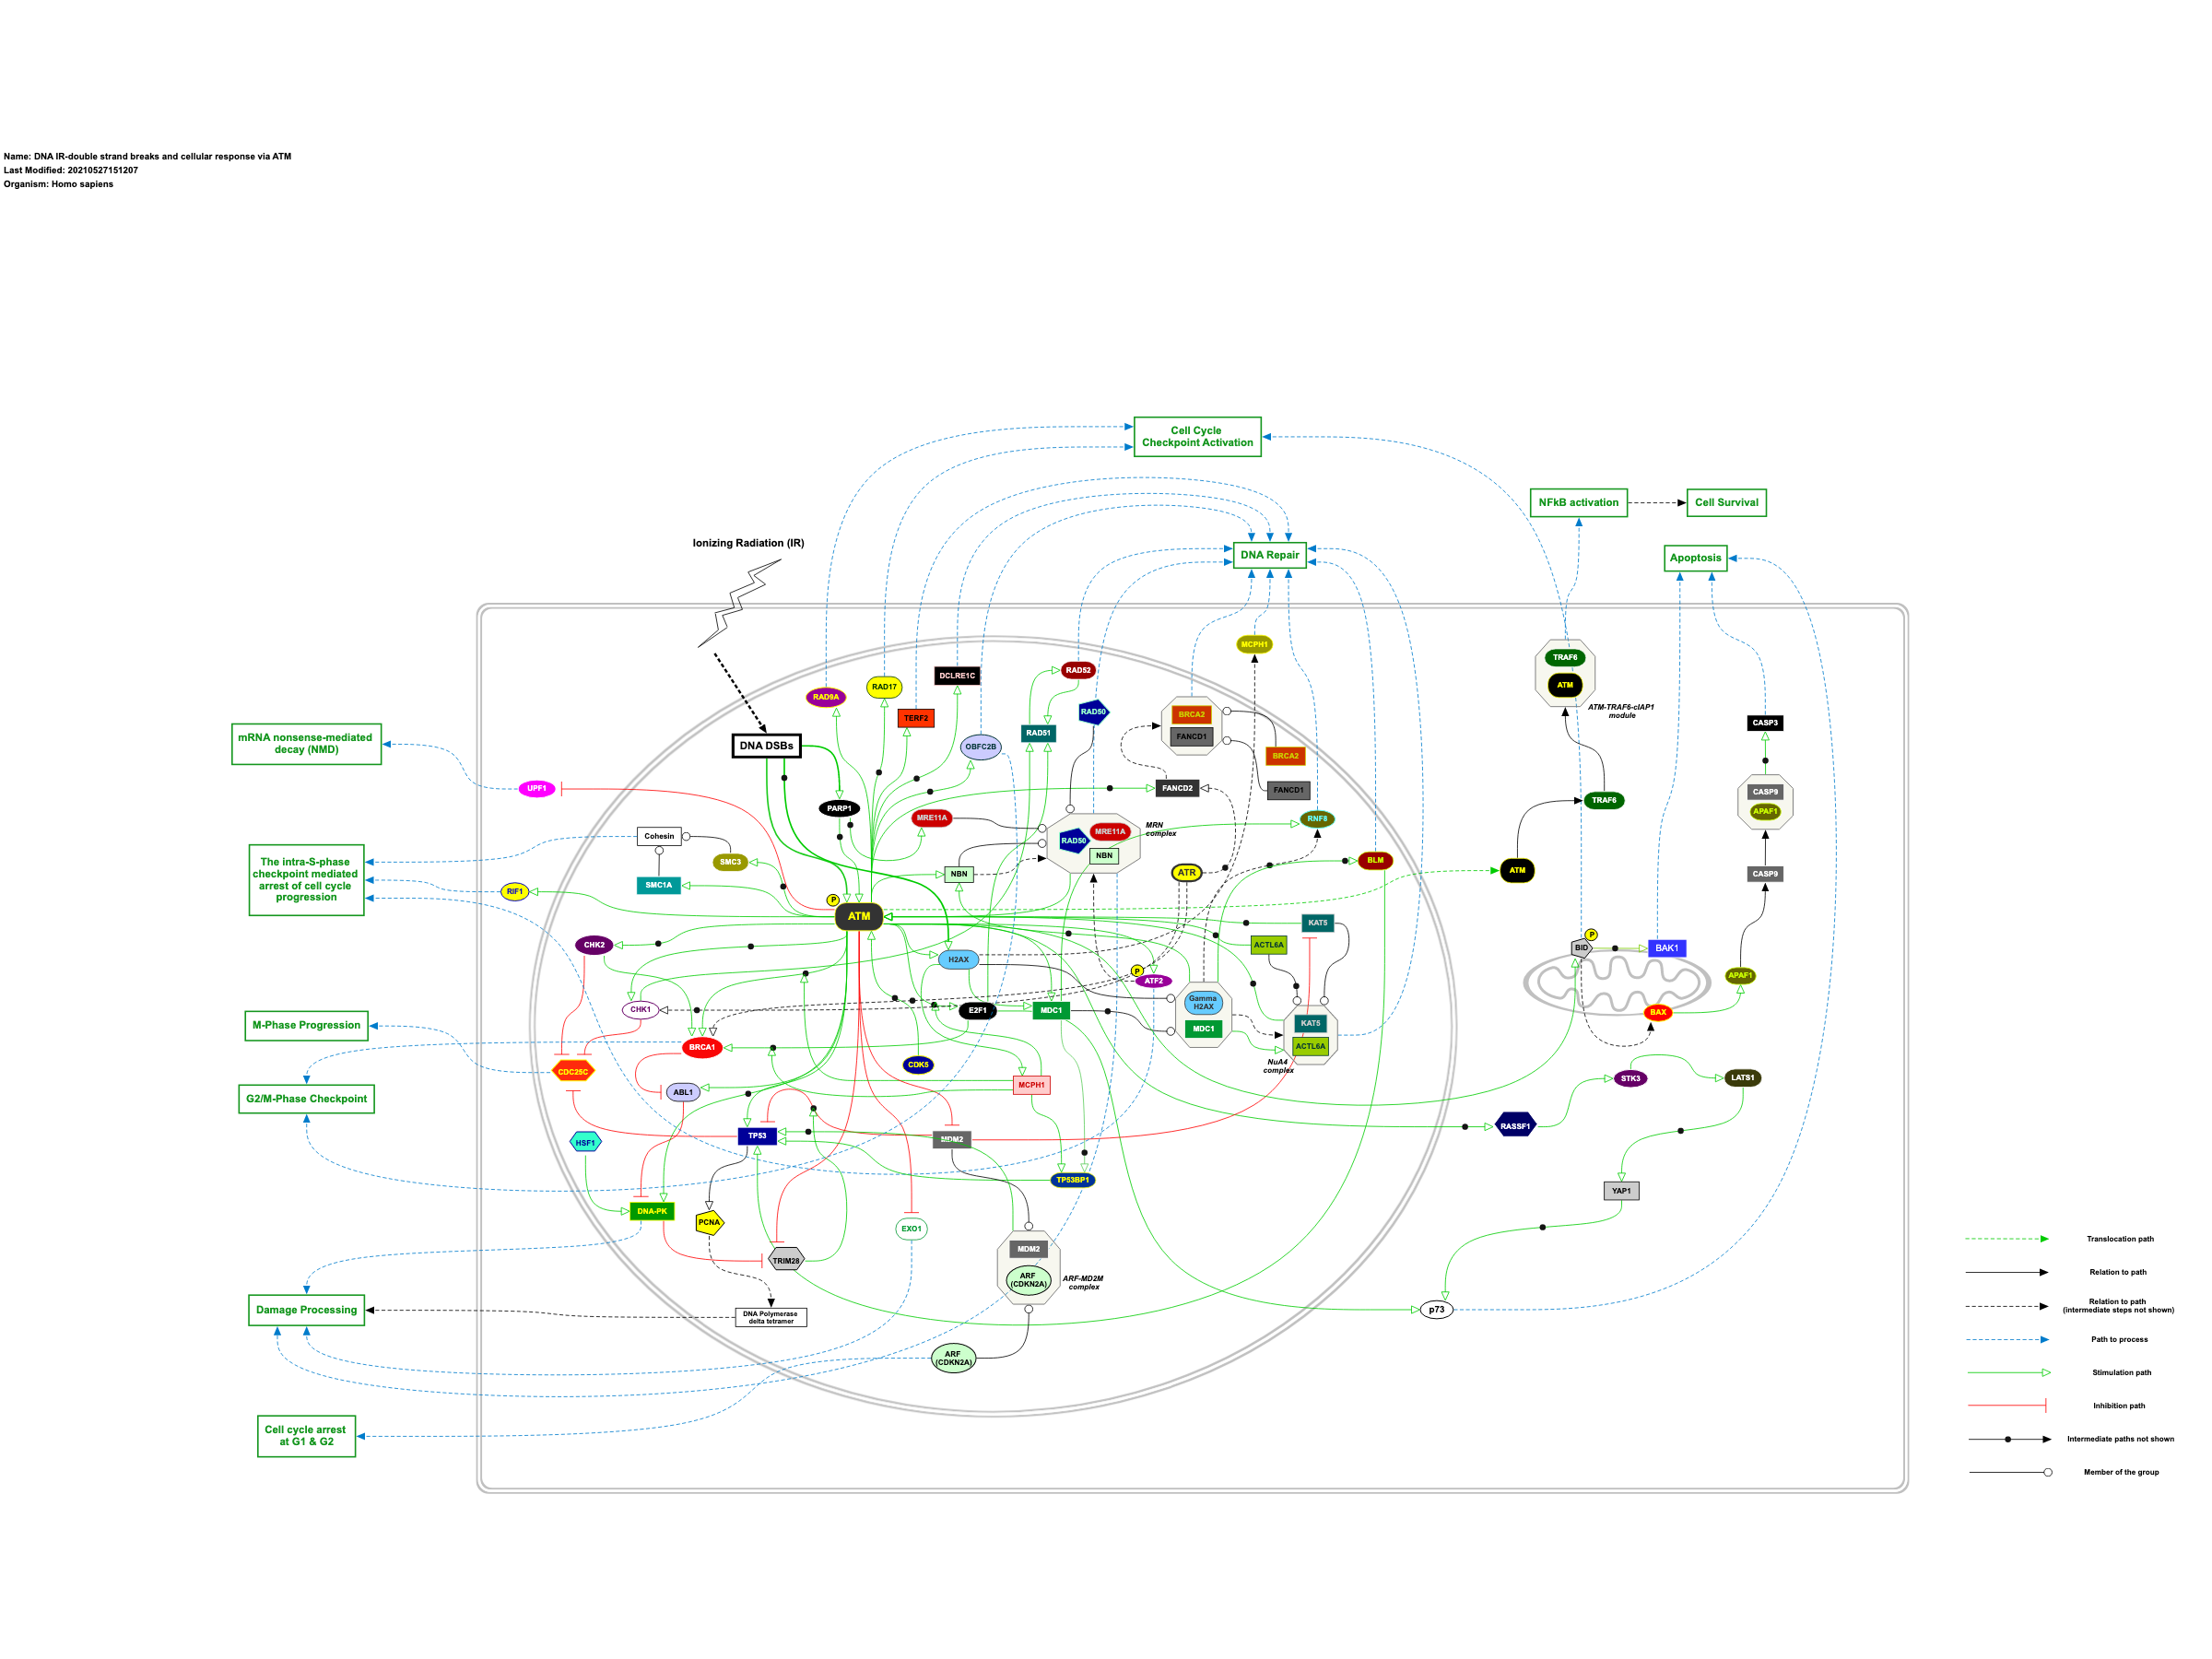 Name: DNA IR-double strand breaks and cellular response via ATM
Last Modified: 20210527151207
Organism: Homo sapiens
Cell Cycle
Checkpoint Activation
NFkB activation
Cell Survival
Ionizing Radiation (IR)
DNA Repair
Apoptosis
MCPH1
TRAF6
ATM
ATM-TRAF6-cIAP1
module
RAD52
DCLRE1C
RAD17
RAD9A
TERF2
RAD50
BRCA2
FANCD1
RAD51
CASP3
mRNA nonsense-mediated
decay (NMD)
DNA DSBs
OBFC2B
BRCA2
UPF1
FANCD2
FANCD1
CASP9
APAF1
TRAF6
PARP1
MRE11A
RNF8
MRN
complex
RAD50
MRE11A
NBN
Cohesin
SMC3
The intra-S-phase
checkpoint mediated
arrest of cell cycle
progression
BLM
ATM
ATR
NBN
CASP9
SMC1A
RIF1
P
ATM
KAT5
CHK2
ACTL6A
P
BID
BAK1
H2AX
P
ATF2
APAF1
Gamma
H2AX
MDC1
CHK1
E2F1
MDC1
BAX
KAT5
ACTL6A
NuA4
complex
M-Phase Progression
BRCA1
CDC25C
CDK5
MCPH1
STK3
LATS1
G2/M-Phase Checkpoint
ABL1
RASSF1
TP53
MDM2
HSF1
TP53BP1
YAP1
DNA-PK
PCNA
EXO1
MDM2
ARF
(CDKN2A)
ARF-MD2M
complex
TRIM28
Damage Processing
DNA Polymerase
delta tetramer
p73
ARF
(CDKN2A)
Cell cycle arrest
at G1 & G2
Translocation path
Relation to path
Relation to path
(intermediate steps not shown)
Path to process
Stimulation path
Inhibition path
Intermediate paths not shown
Member of the group